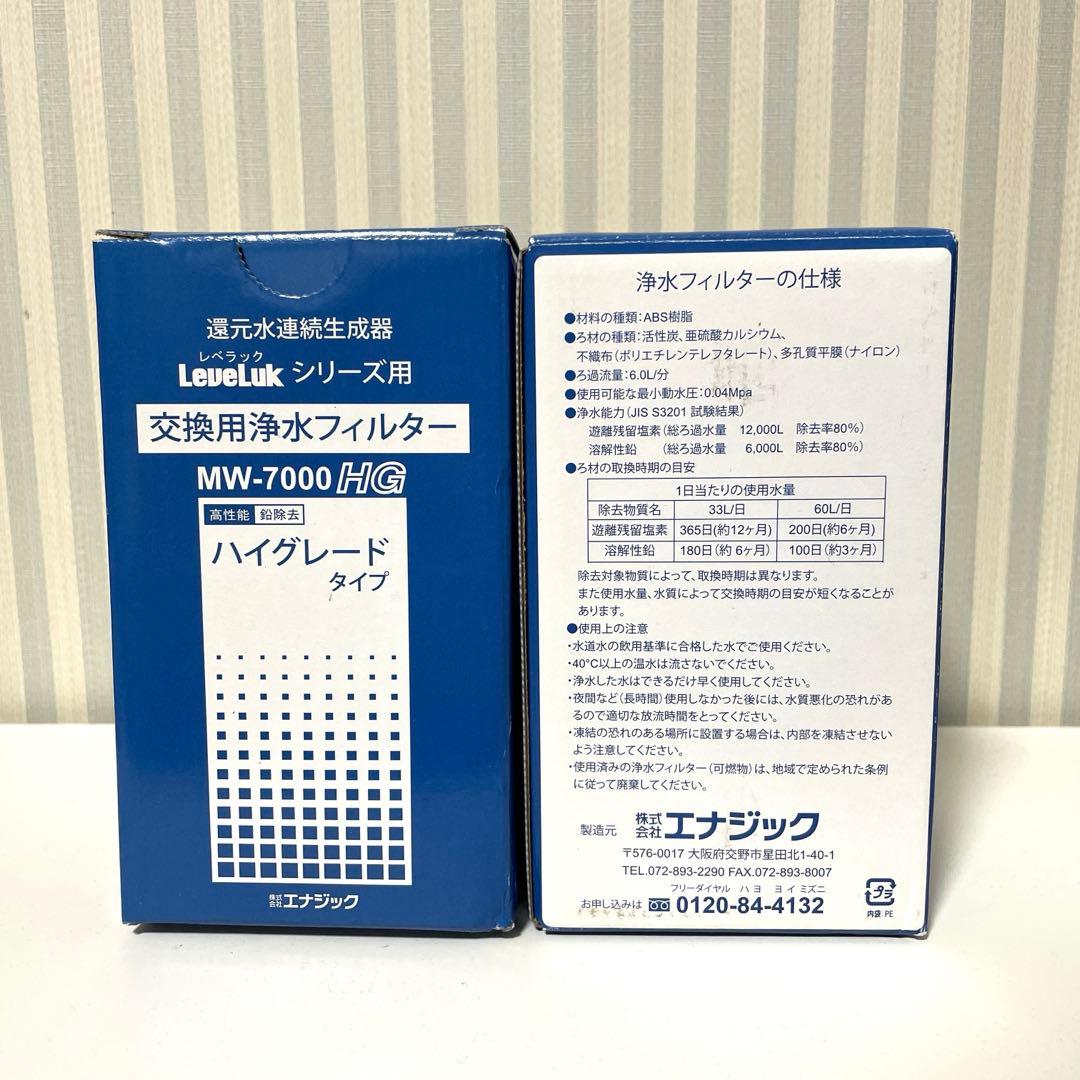 還元水連続生成器
レベラック
LeveLuk シリーズ用
交換用浄水フィルター
MW-7000 HG
高性能 鉛除去
ハイグレード
タイプ
株式会社 エナジック
浄水フィルターの仕様
●材料の種類:ABS樹脂
●ろ材の種類:活性炭、亜硫酸カルシウム、
不織布(ポリエチレンテレフタレート)、多孔質平膜(ナイロン)
●ろ過流量:6.0L/分
●使用可能な最小動水圧:0.04Mpa
●浄水能力(JIS S3201 試験結果)
遊離残留塩素(総ろ過水量 12,000L 除去率80%)
溶解性鉛 (総ろ過水量 6,000L 除去率80%)
●ろ材の取換時期の目安
1日当たりの使用水量
除去物質名 33L/日 60L/日
遊離残留塩素 365日(約12ヶ月) 200日(約6ヶ月)
溶解性鉛 180日(約 6ヶ月) 100日(約3ヶ月)
除去対象物質によって、取換時期は異なります。
また使用水量、水質によって交換時期の目安が短くなることが
あります。
●使用上の注意
・水道水の飲用基準に合格した水でご使用ください。
・40°C以上の温水は流さないでください。
・浄水した水はできるだけ早く使用してください。
・夜間など(長時間)使用しなかった後には、水質悪化の恐れがあ
るので適切な放流時間をとってください。
・凍結の恐れのある場所に設置する場合は、内部を凍結させない
よう注意してください。
・使用済みの浄水フィルター(可燃物)は、地域で定められた条例
に従って廃棄してください。
製造元 株式会社 エナジック
〒576-0017 大阪府交野市星田北1-40-1
TEL.072-893-2290 FAX.072-893-8007
フリーダイヤル ハヨ ヨイミズニ
お申し込みは 0120-84-4132
プラ
内袋:PE